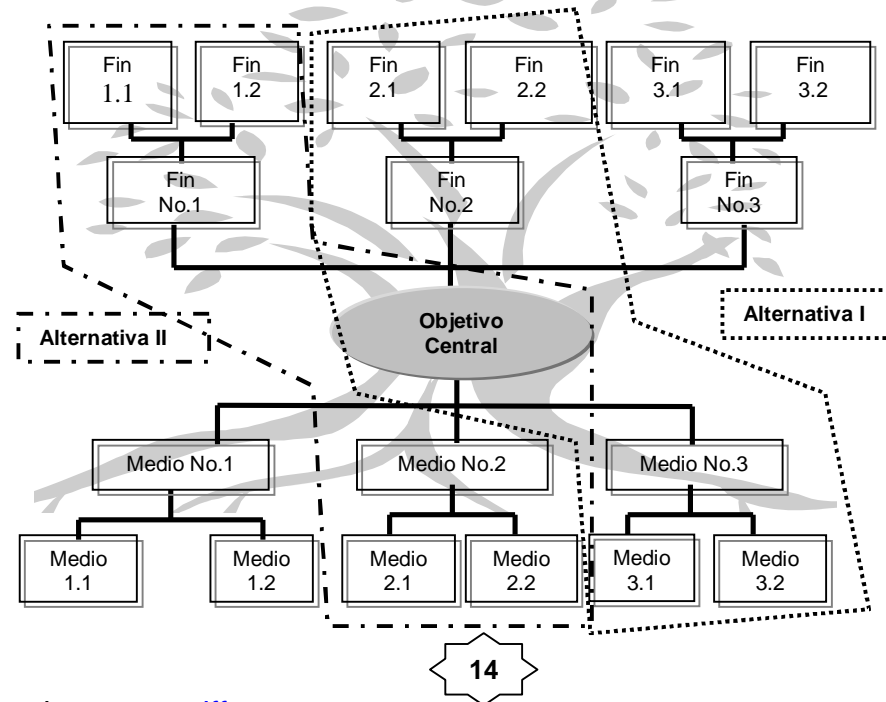 Fin
1.1
Fin
1.2
Fin
2.1
Fin
2.2
Fin
3.1
Fin
3.2
Fin
No.1
Fin
No.2
Fin
No.3
Objetivo
Central
Alternativa I
Alternativa II
Medio No.1
Medio No.2
Medio No.3
Medio
1.1
Medio
1.2
Medio
2.1
Medio
2.2
Medio
3.1
Medio
3.2
14